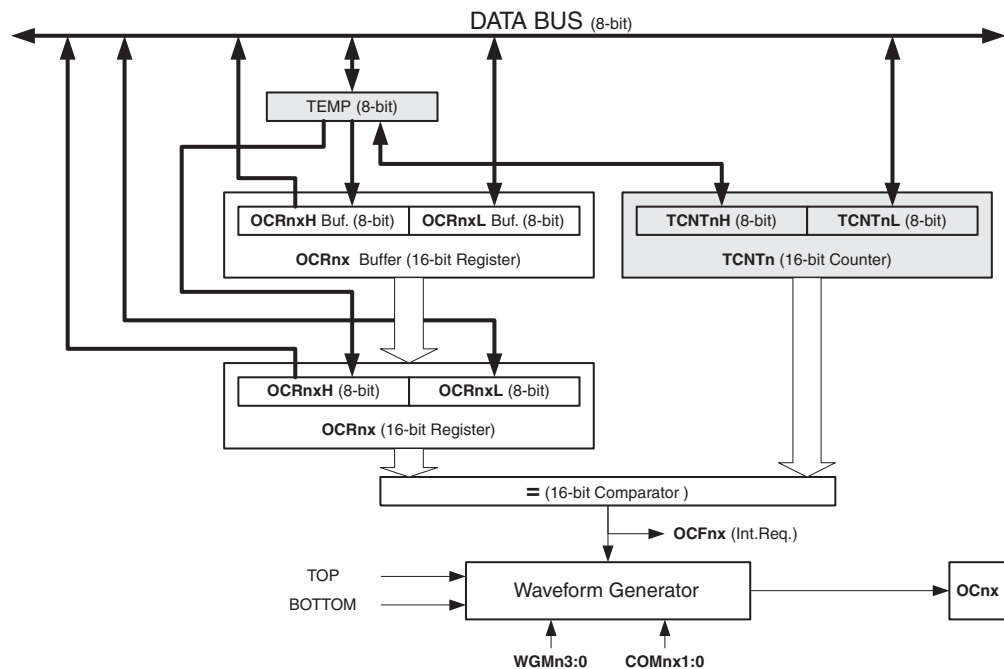 DATA BUS (8-bit)
TEMP (8-bit)
OCRnxH Buf. (8-bit)
OCRnxL Buf. (8-bit)
OCRnx Buffer (16-bit Register)
TCNTnH (8-bit)
TCNTnL (8-bit)
TCNTn (16-bit Counter)
OCRnxH (8-bit)
OCRnxL (8-bit)
OCRnx (16-bit Register)
= (16-bit Comparator )
OCFnx (Int.Req.)
TOP
BOTTOM
Waveform Generator
OCnx
WGMn3:0
COMnx1:0